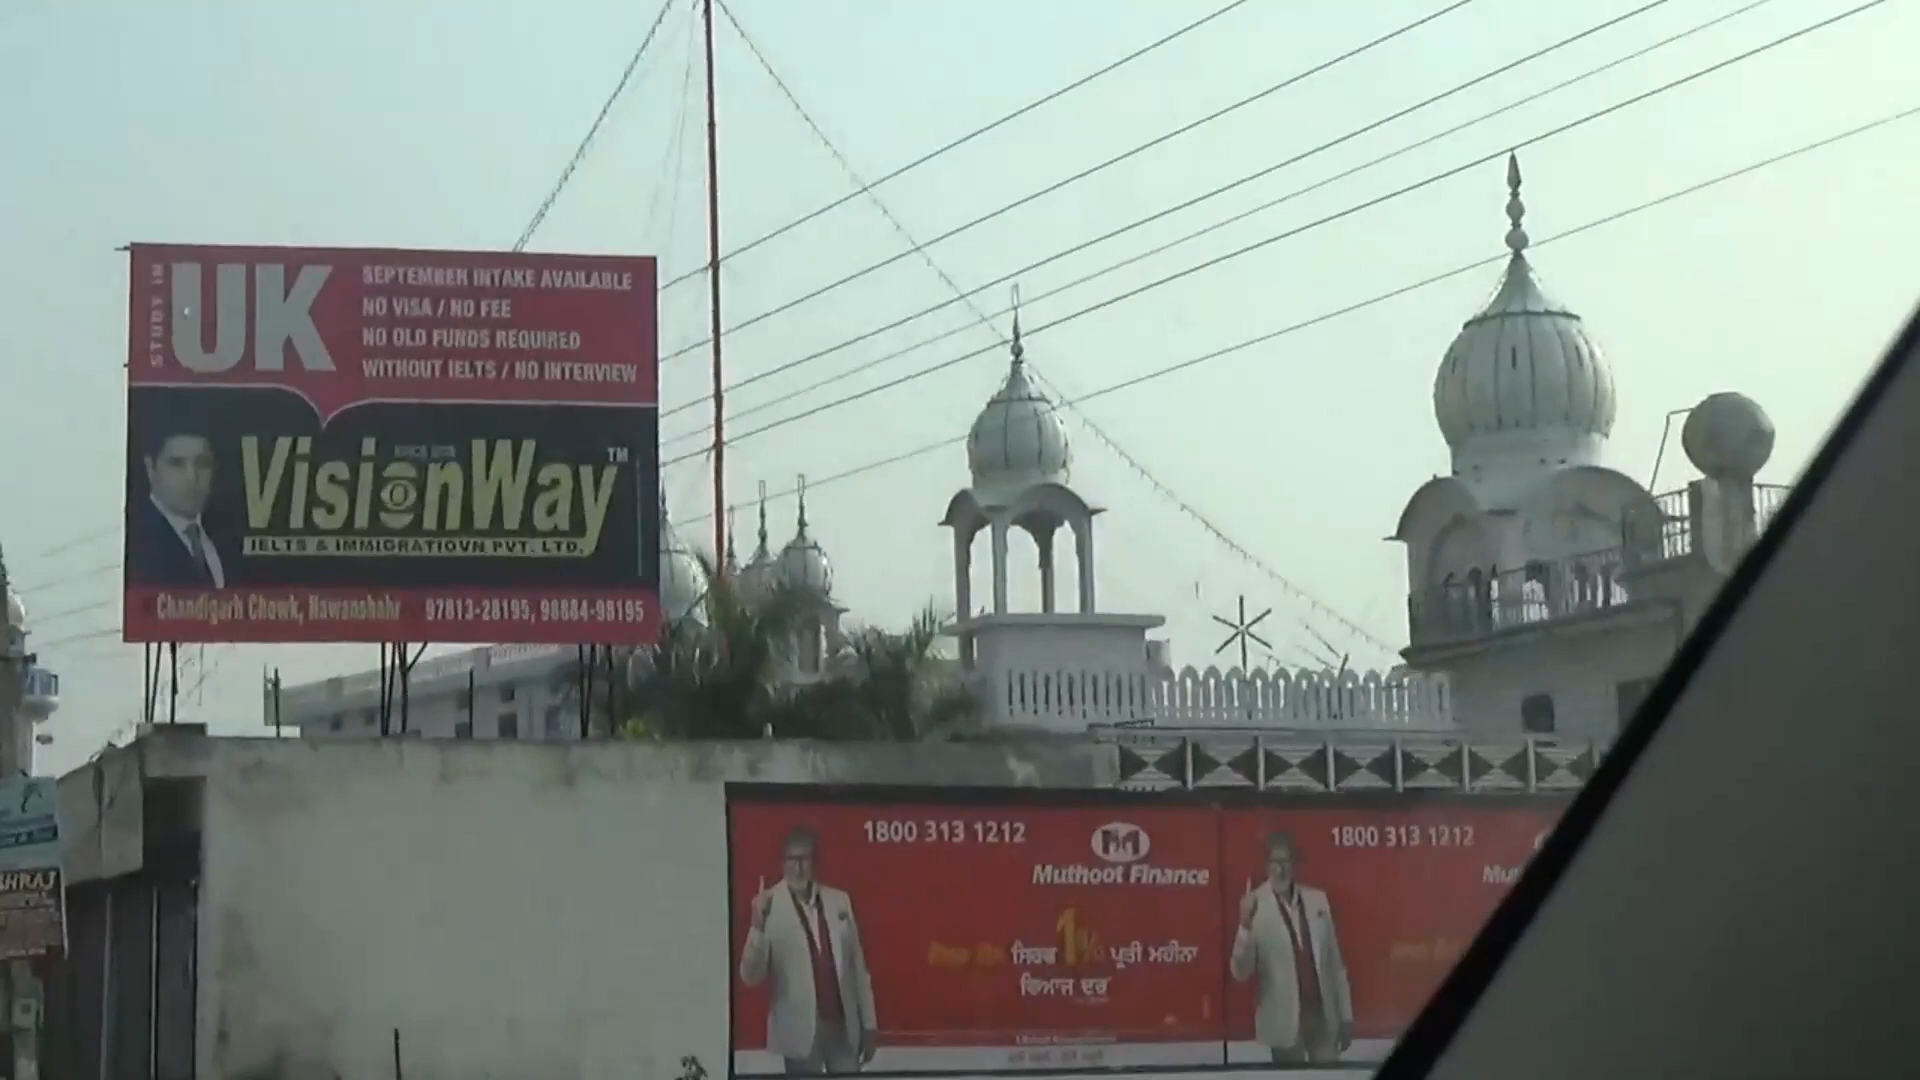 STUDY IN
UK
SEPTEMBER INTAKE AVAILABLE
NO VISA / NO FEE
NO OLD FUNDS REQUIRED
WITHOUT IELTS / NO INTERVIEW
VisionWay TM
IELTS & IMMIGRATIOVN PVT. LTD.
Chandigarh Chowk, Nawanshahr 97813-28195, 98884-98195
1800 313 1212
Muthoot Finance
ਸਿਰਫ 1% ਪ੍ਰਤੀ ਮਹੀਨਾ
ਵਿਆਜ ਦਰ
1800 313 1212
HRAJ